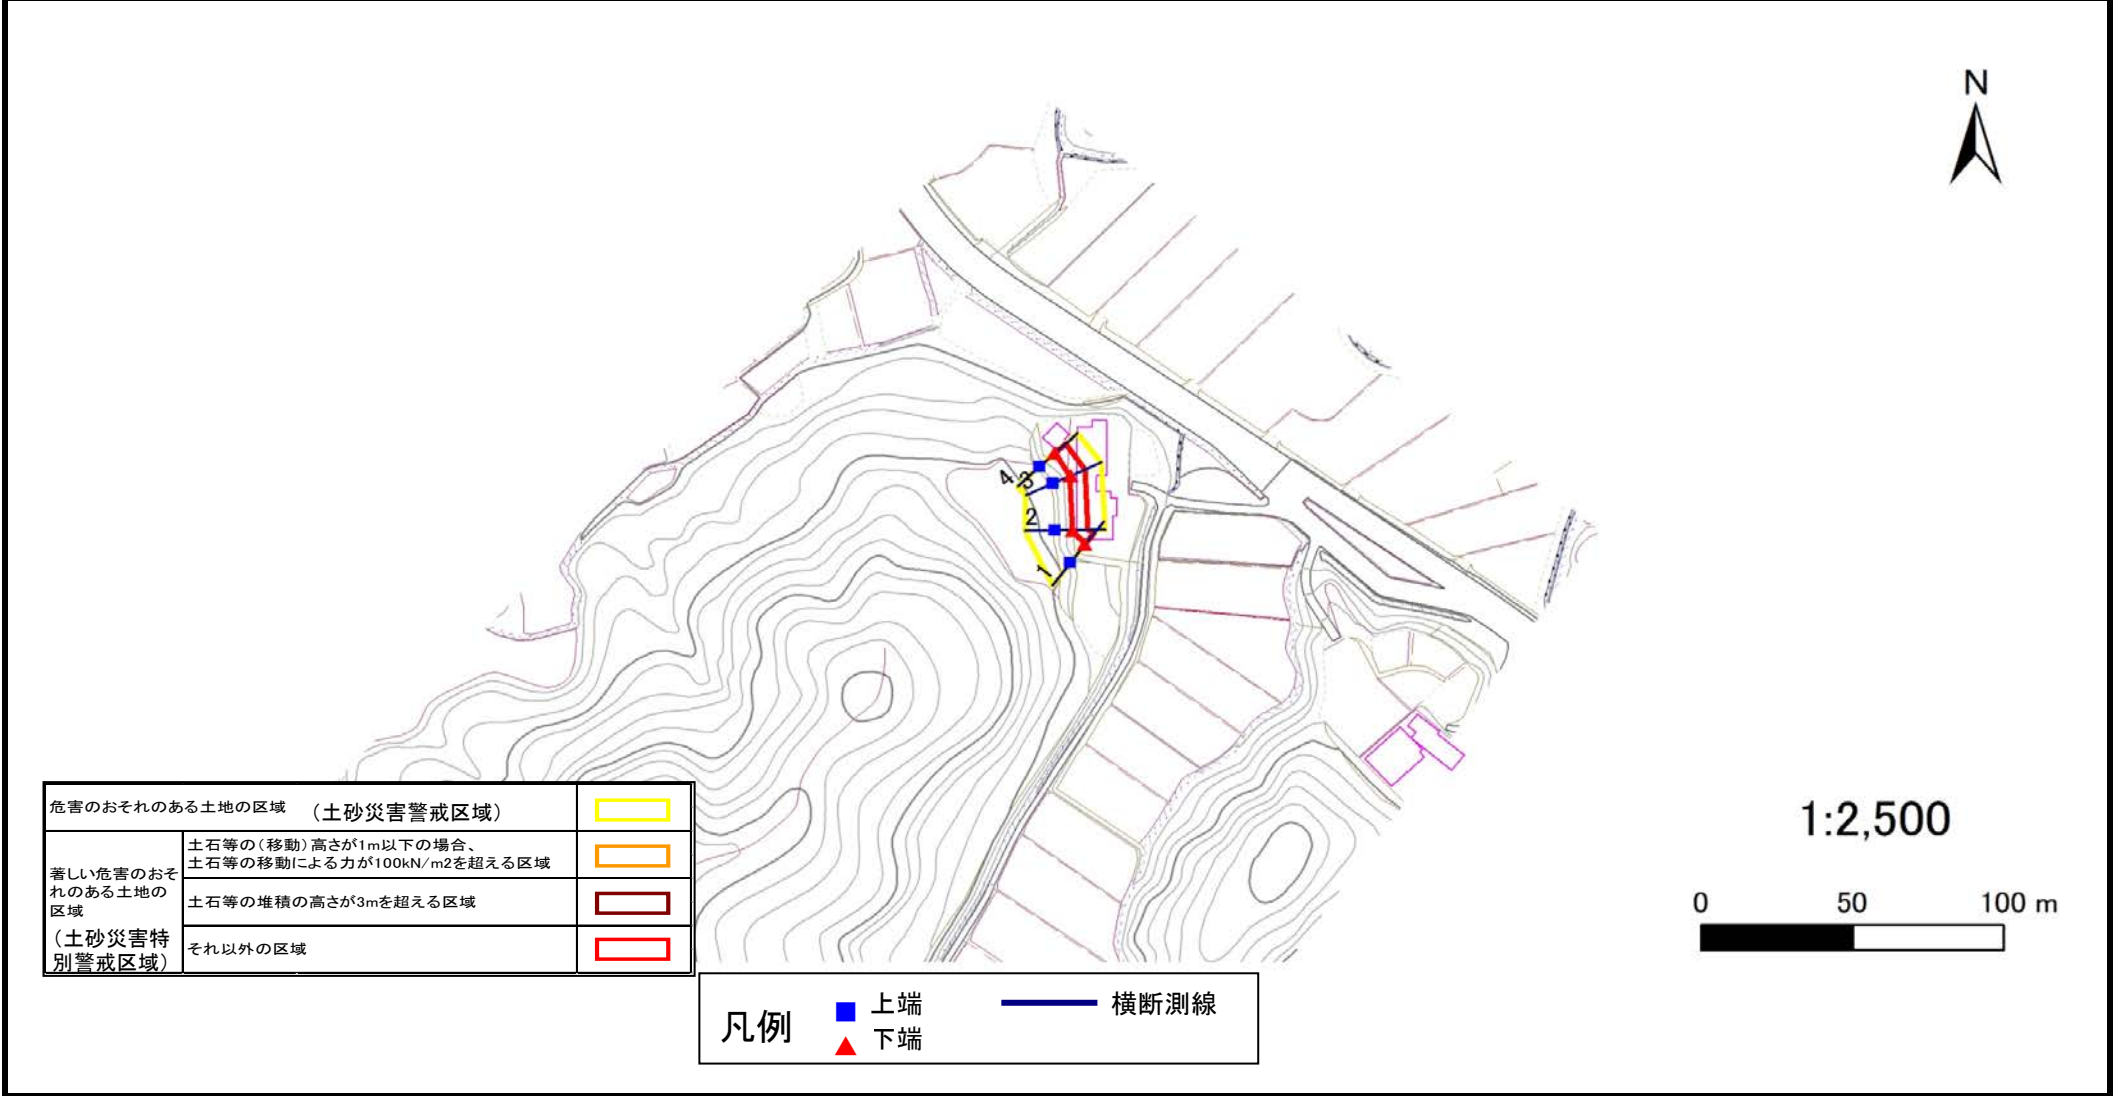 N
4
3
2
1
危害のおそれのある土地の区域 (土砂災害警戒区域)
著しい危害のおそ
れのある土地の
区域
(土砂災害特
別警戒区域)
土石等の(移動)高さが1m以下の場合、
土石等の移動による力が100kN/m2を超える区域
土石等の堆積の高さが3mを超える区域
それ以外の区域
1:2,500
0 50 100 m
凡例
上端
下端
横断測線